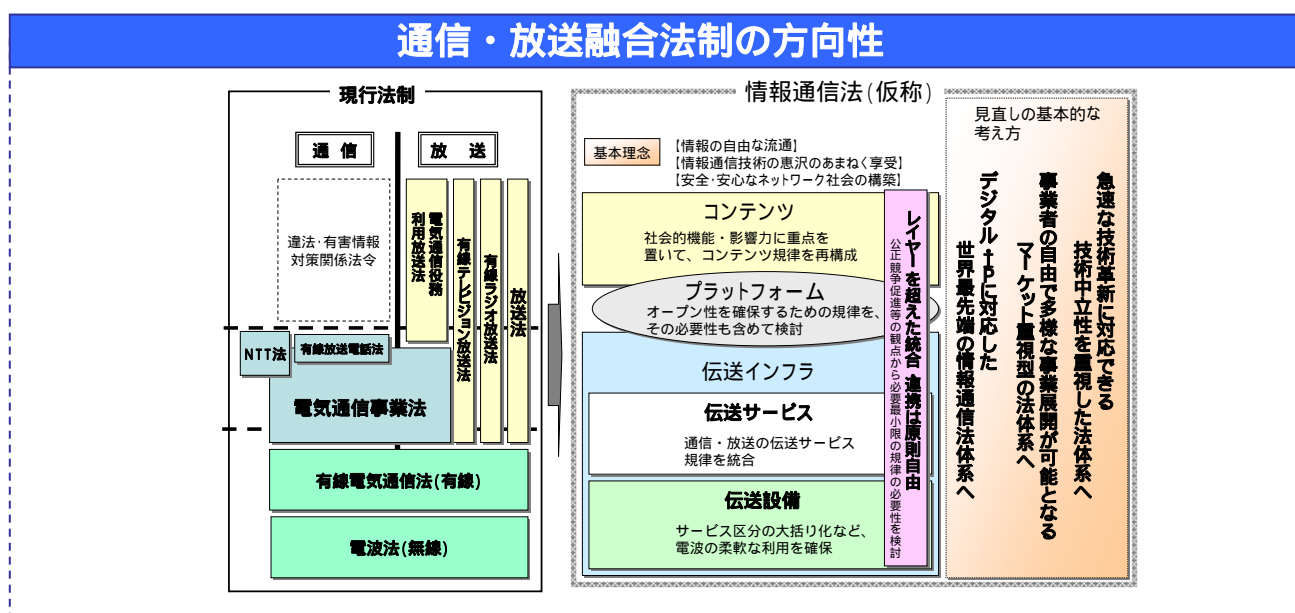 通信・放送融合法制の方向性
現行法制
通信
放送
違法・有害情報
対策関係法令
電気通信役務
利用放送法
有線テレビジョン放送法
有線ラジオ放送法
放送法
NTT法
有線放送電話法
電気通信事業法
有線電気通信法(有線)
電波法(無線)
情報通信法(仮称)
基本理念
【情報の自由な流通】
【情報通信技術の恵沢のあまねく享受】
【安全・安心なネットワーク社会の構築】
コンテンツ
社会的機能・影響力に重点を
置いて、コンテンツ規律を再構成
プラットフォーム
オープン性を確保するための規律を、
その必要性も含めて検討
伝送インフラ
伝送サービス
通信・放送の伝送サービス
規律を統合
伝送設備
サービス区分の大括り化など、
電波の柔軟な利用を確保
レイヤーを超えた統合・連携は原則自由
公正競争促進等の観点から必要最小限の規律の必要性を検討
見直しの基本的な
考え方
急速な技術革新に対応できる
技術中立性を重視した法体系へ
事業者の自由で多様な事業展開が可能となる
マーケット重視型の法体系へ
デジタル・IPに対応した
世界最先端の情報通信法体系へ